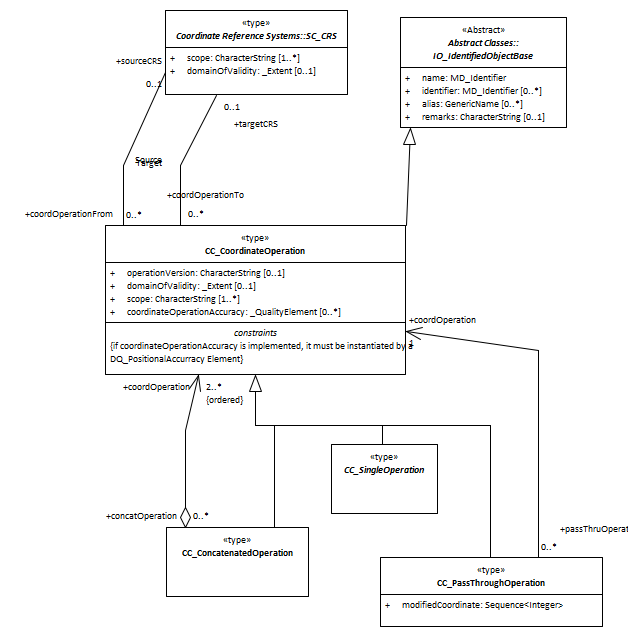 «type»
Coordinate Reference Systems::SC_CRS
+ scope: CharacterString [1..*]
+ domainOfValidity: _Extent [0..1]
«Abstract»
Abstract Classes::
IO_IdentifiedObjectBase
+ name: MD_Identifier
+ identifier: MD_Identifier [0..*]
+ alias: GenericName [0..*]
+ remarks: CharacterString [0..1]
+sourceCRS
0..1
0..1
+targetCRS
Source
Target
+coordOperationTo
+coordOperationFrom
0..*
0..*
«type»
CC_CoordinateOperation
+ operationVersion: CharacterString [0..1]
+ domainOfValidity: _Extent [0..1]
+ scope: CharacterString [1..*]
+ coordinateOperationAccuracy: _QualityElement [0..*]
constraints
{if coordinateOperationAccuracy is implemented, it must be instantiated by a
DQ_PositionalAccurracy Element}
+coordOperation
1
+coordOperation
2..*
{ordered}
«type»
CC_SingleOperation
+concatOperation
0..*
«type»
CC_ConcatenatedOperation
+passThruOperat
0..*
«type»
CC_PassThroughOperation
+ modifiedCoordinate: Sequence<Integer>